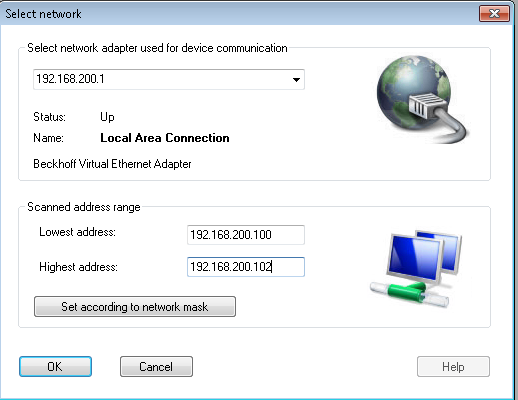 Select network
Select network adapter used for device communication
192.168.200.1
Status: Up
Name: Local Area Connection
Beckhoff Virtual Ethernet Adapter
Scanned address range
Lowest address: 192.168.200.100
Highest address: 192.168.200.102
Set according to network mask
OK Cancel Help